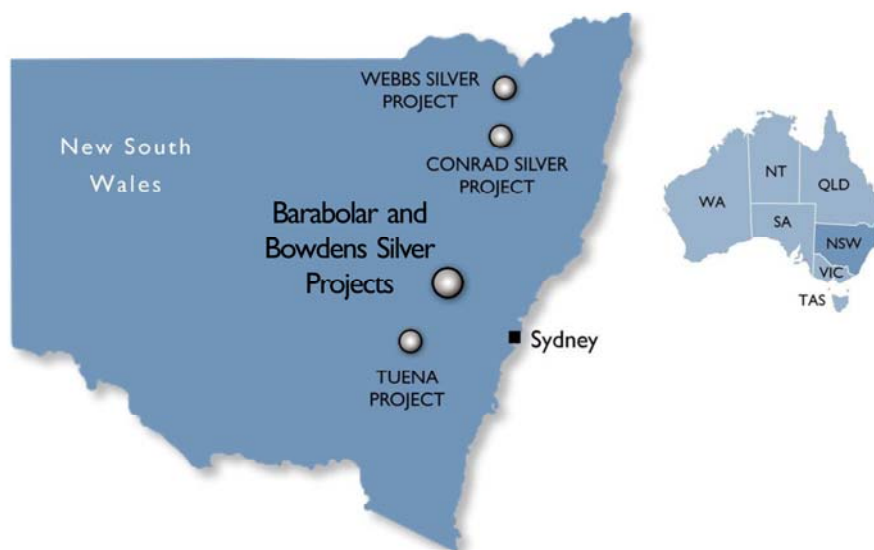 WEBBS SILVER
PROJECT
New South
Wales
CONRAD SILVER
PROJECT
Barabolar and
Bowdens Silver
Projects
Sydney
TUENA
PROJECT
WA
NT
QLD
SA
NSW
VIC
TAS